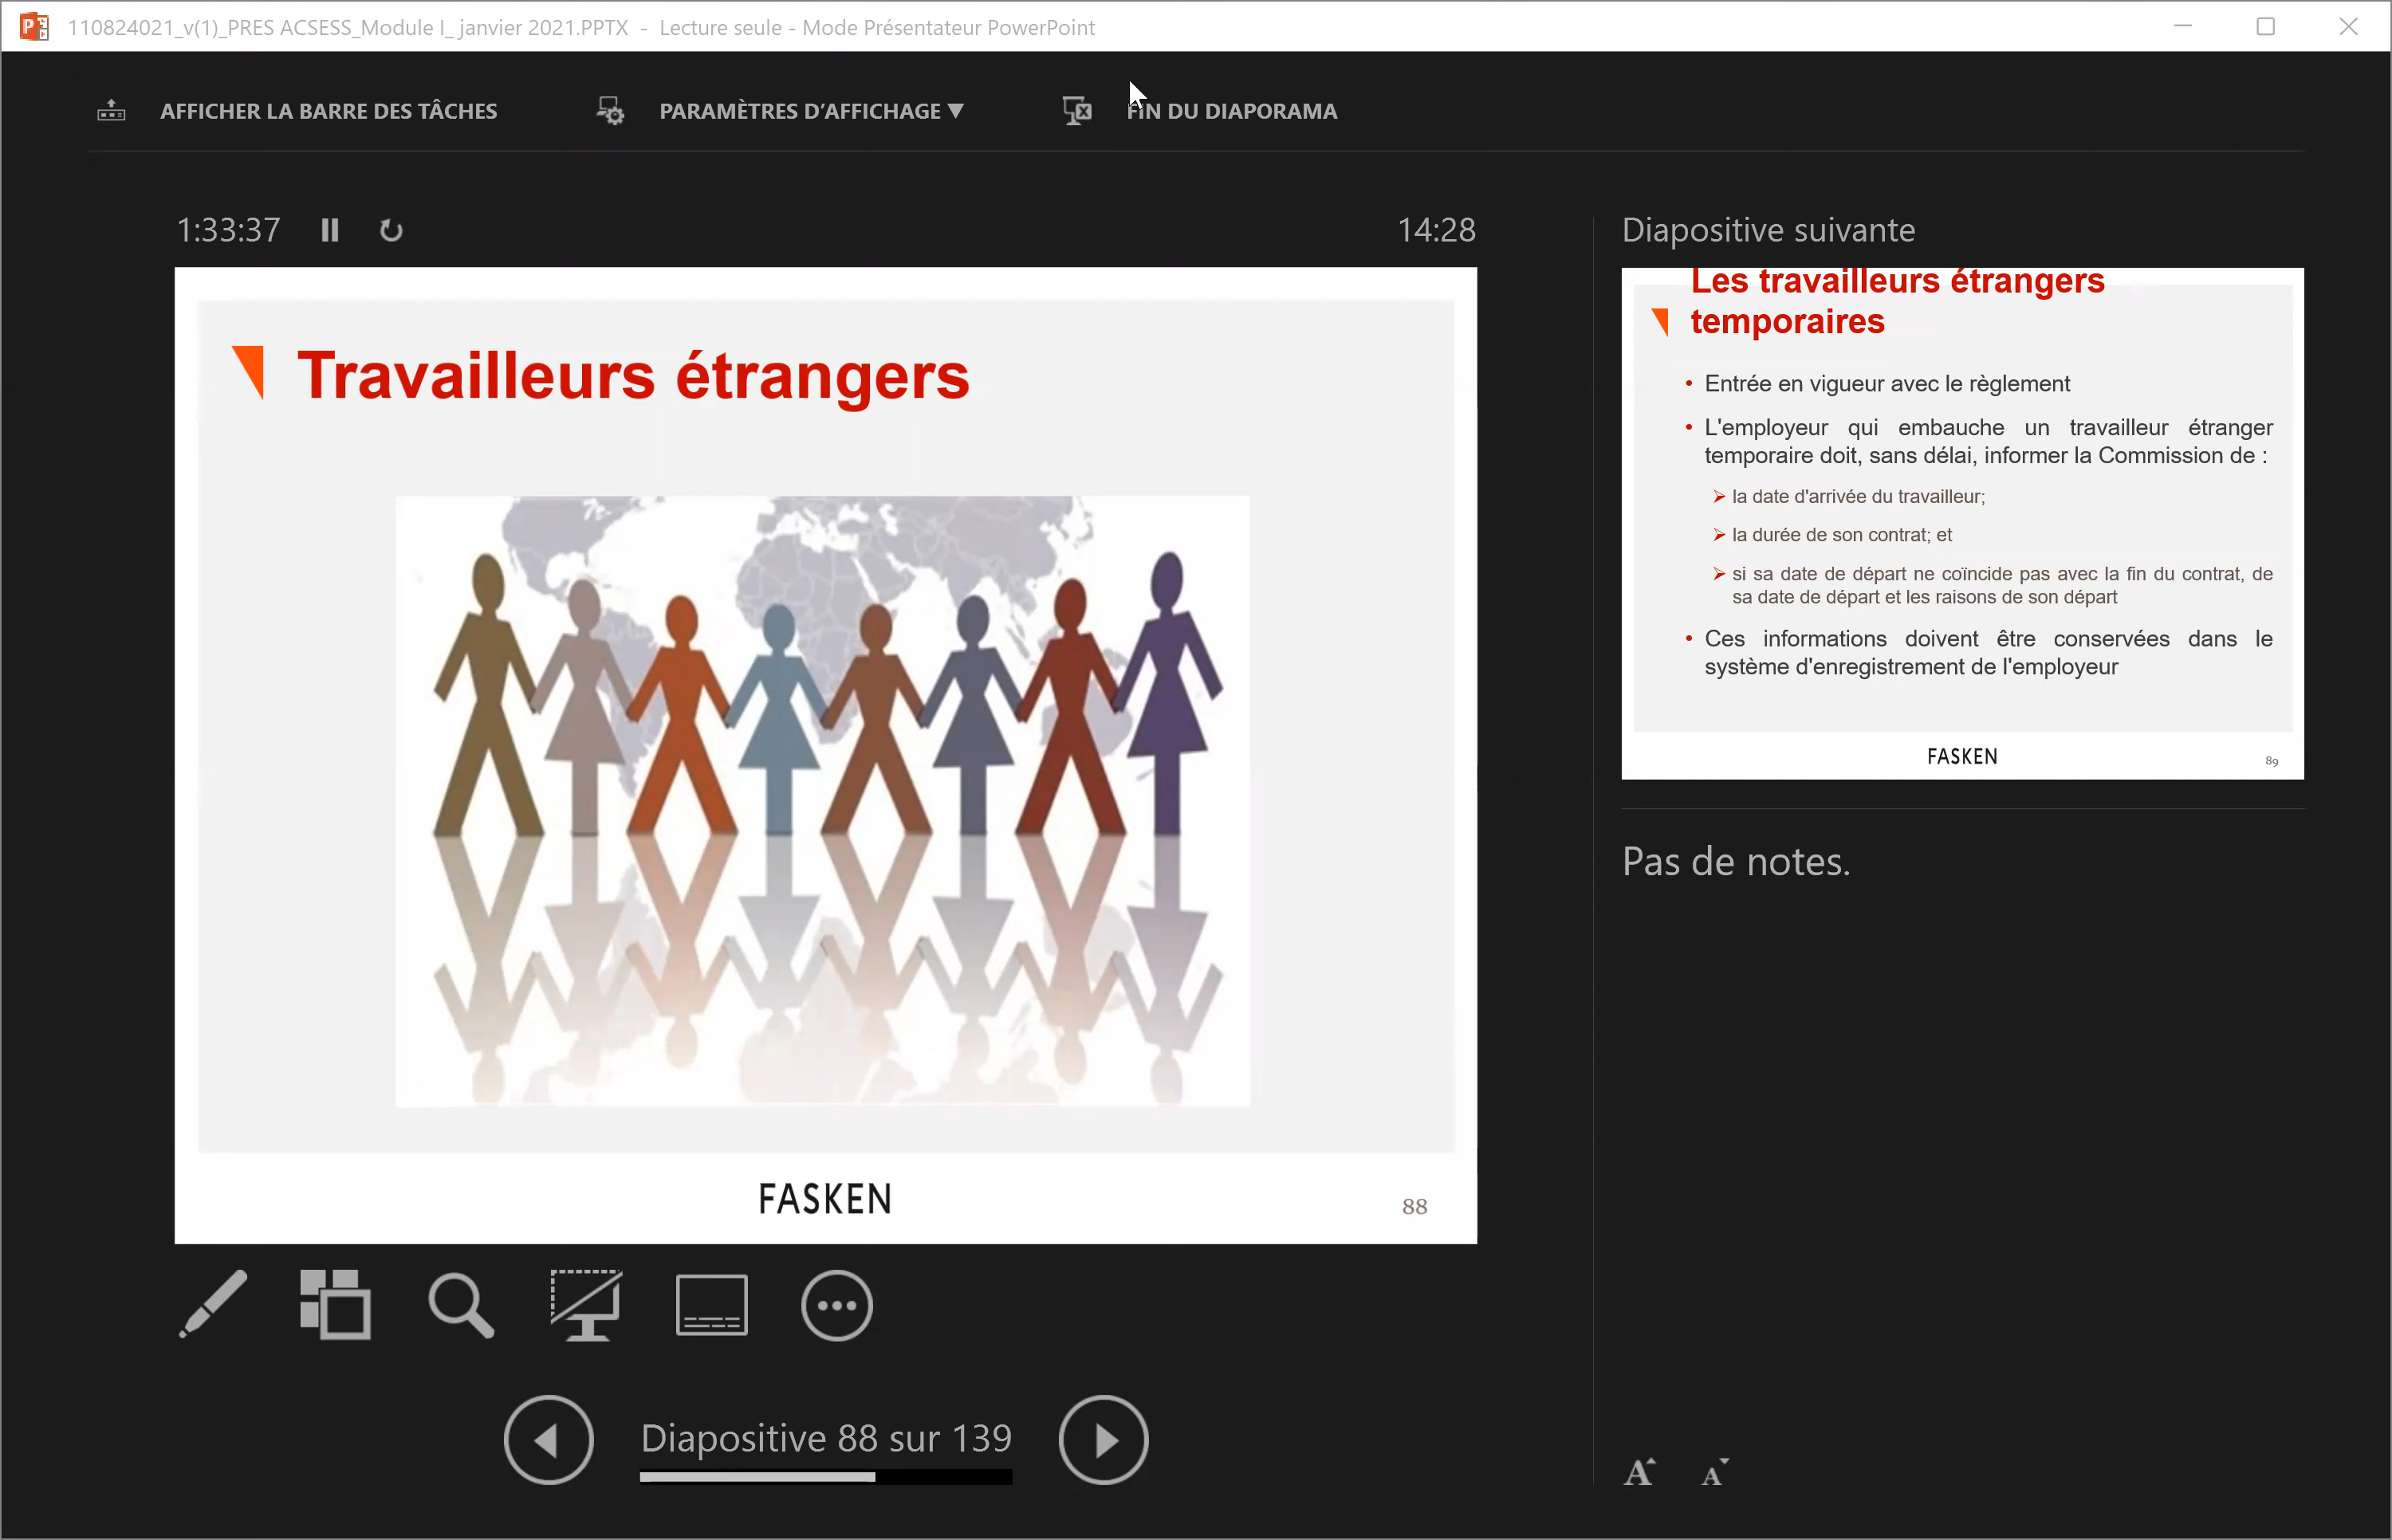 110824021_v(1)_PRES ACSESS_Module I_ janvier 2021.PPTX - Lecture seule - Mode Présentateur PowerPoint
AFFICHER LA BARRE DES TÂCHES
PARAMÈTRES D’AFFICHAGE ▼
FIN DU DIAPORAMA
1:33:37
14:28
Travailleurs étrangers
FASKEN
88
Diapositive 88 sur 139
Diapositive suivante
Les travailleurs étrangers
temporaires
• Entrée en vigueur avec le règlement
• L'employeur qui embauche un travailleur étranger
temporaire doit, sans délai, informer la Commission de :
➢ la date d'arrivée du travailleur;
➢ la durée de son contrat; et
➢ si sa date de départ ne coïncide pas avec la fin du contrat, de
sa date de départ et les raisons de son départ
• Ces informations doivent être conservées dans le
système d'enregistrement de l'employeur
FASKEN
89
Pas de notes.
A A